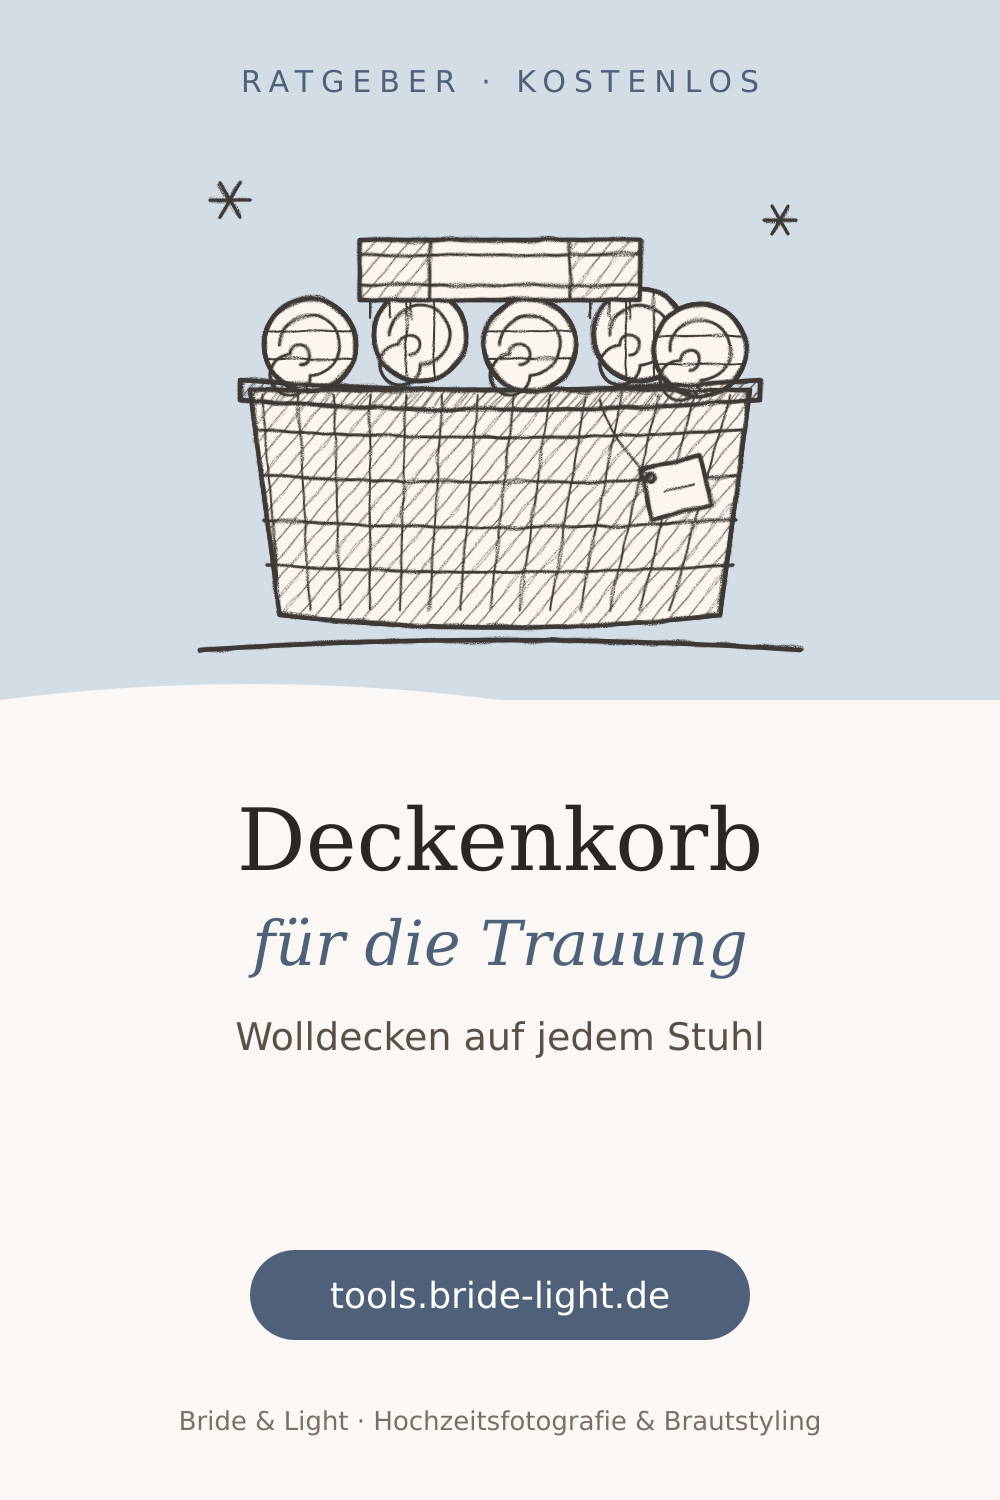 RATGEBER · KOSTENLOS
Deckenkorb
für die Trauung
Wolldecken auf jedem Stuhl
tools.bride-light.de
Bride & Light · Hochzeitsfotografie & Brautstyling